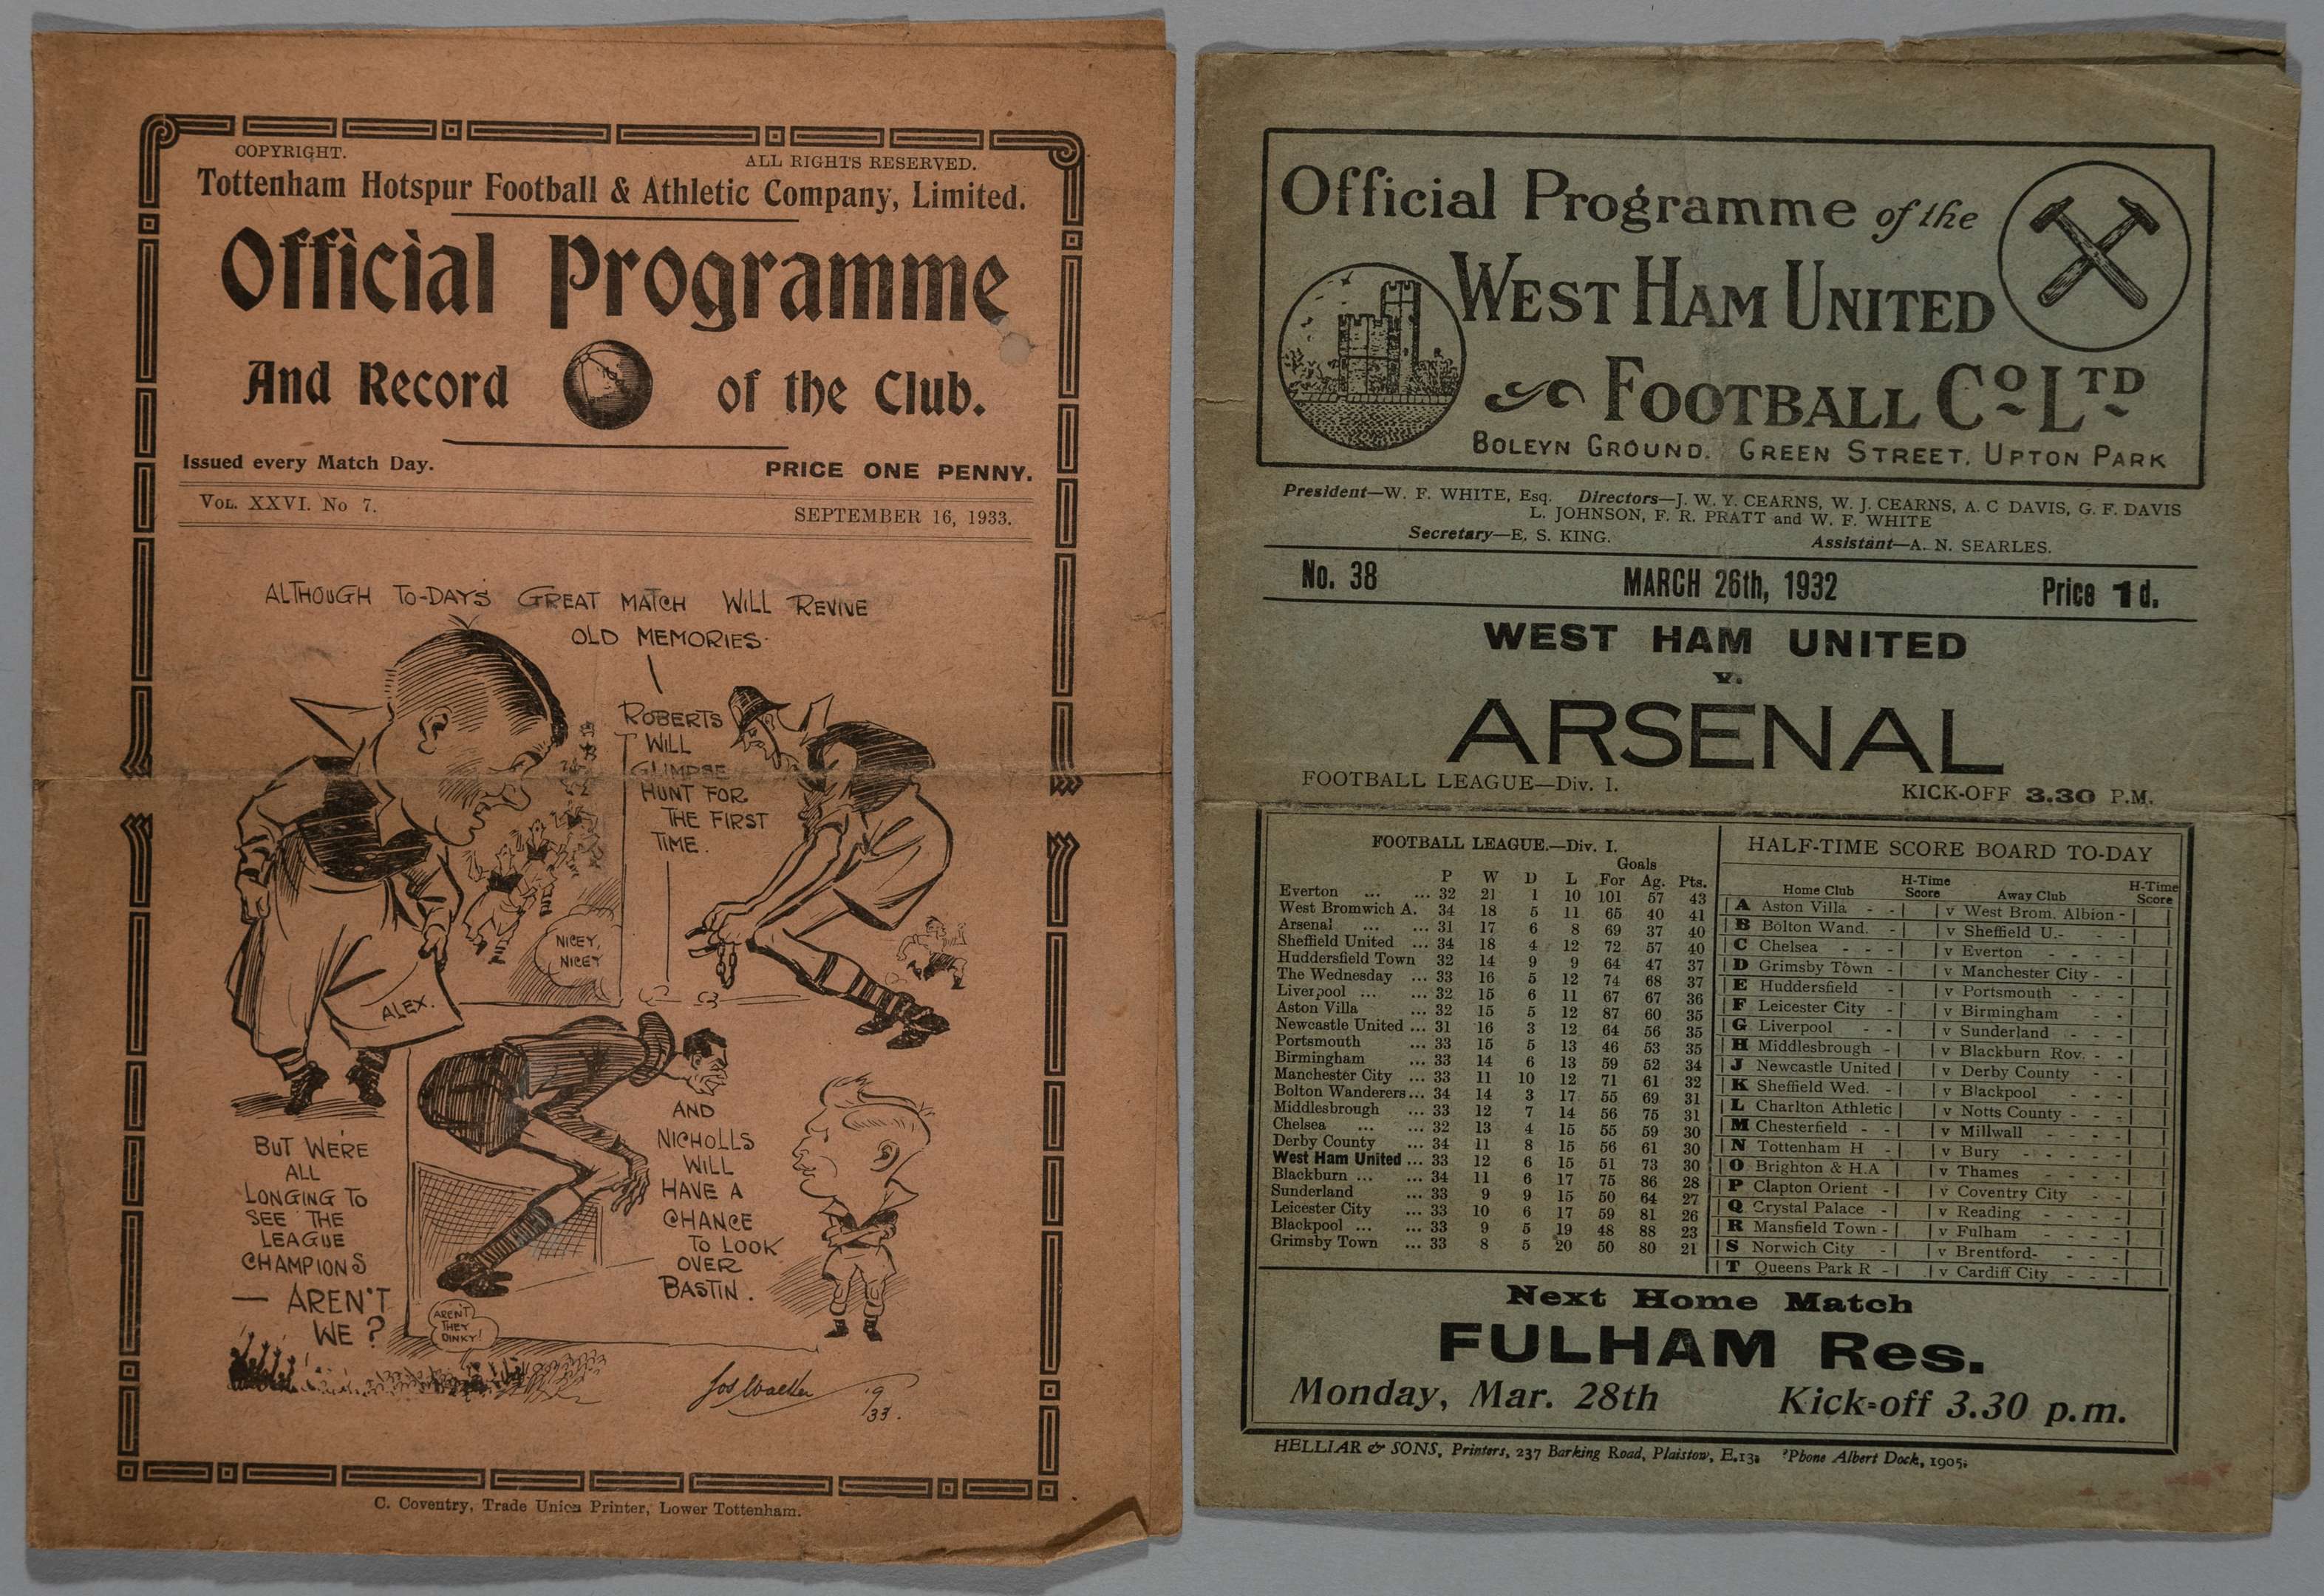 COPYRIGHT.
ALL RIGHTS RESERVED.
Tottenham Hotspur Football & Athletic Company, Limited.
Official Programme
And Record of the Club.
Issued every Match Day.
PRICE ONE PENNY.
VOL. XXVI. No 7.
SEPTEMBER 16, 1933.
ALTHOUGH TO-DAY'S GREAT MATCH WILL REVIVE
OLD MEMORIES.
ROBERTS
WILL
GLIMPSE
HUNT FOR
THE FIRST
TIME.
NICEY,
NICEY
ALEX.
BUT WE'RE
ALL
LONGING TO
SEE THE
LEAGUE
CHAMPIONS
— AREN'T
WE?
AND
NICHOLLS
WILL
HAVE A
CHANCE
TO LOOK
OVER
BASTIN.
AREN'T
THEY
DINKY!
Jos Walker '9/33.
C. Coventry, Trade Union Printer, Lower Tottenham.
Official Programme of the
WEST HAM UNITED
FOOTBALL CO LTD
BOLEYN GROUND. GREEN STREET. UPTON PARK
President—W. F. WHITE, Esq. Directors—J. W. Y. CEARNS, W. J. CEARNS, A. C DAVIS, G. F. DAVIS
L. JOHNSON, F. R. PRATT and W. F. WHITE
Secretary—E. S. KING. Assistant—A. N. SEARLES.
No. 38 MARCH 26th, 1932 Price 1d.
WEST HAM UNITED
v.
ARSENAL
FOOTBALL LEAGUE—Div. I. KICK-OFF 3.30 P.M.
FOOTBALL LEAGUE.—Div. I.
Goals
P W D L For Ag. Pts.
Everton ... ... 32 21 1 10 101 57 43
West Bromwich A. 34 18 5 11 65 40 41
Arsenal ... ... 31 17 6 8 69 37 40
Sheffield United ... 34 18 4 12 72 57 40
Huddersfield Town 32 14 9 9 64 47 37
The Wednesday ... 33 16 5 12 74 68 37
Liverpool ... ... 32 15 6 11 67 67 36
Aston Villa ... 32 15 5 12 87 60 35
Newcastle United ... 31 16 3 12 64 56 35
Portsmouth ... 33 15 5 13 46 53 35
Birmingham ... 33 14 6 13 59 52 34
Manchester City ... 33 11 10 12 71 61 32
Bolton Wanderers ... 34 14 3 17 55 69 31
Middlesbrough ... 33 12 7 14 56 75 31
Chelsea ... ... 32 13 4 15 55 59 30
Derby County ... 34 11 8 15 56 61 30
West Ham United ... 33 12 6 15 51 73 30
Blackburn ... ... 34 11 6 17 75 86 28
Sunderland ... 33 9 9 15 50 64 27
Leicester City ... 33 10 6 17 59 81 26
Blackpool ... ... 33 9 5 19 48 88 23
Grimsby Town ... 33 8 5 20 50 80 21
HALF-TIME SCORE BOARD TO-DAY
Home Club H-Time Score Away Club H-Time Score
A Aston Villa - - v West Brom. Albion -
B Bolton Wand. - v Sheffield U. - - -
C Chelsea - - - v Everton - - - -
D Grimsby Town - v Manchester City - -
E Huddersfield - v Portsmouth - - -
F Leicester City - v Birmingham - -
G Liverpool - - v Sunderland - - -
H Middlesbrough - v Blackburn Rov. - -
J Newcastle United v Derby County - -
K Sheffield Wed. - v Blackpool - - -
L Charlton Athletic v Notts County - - -
M Chesterfield - - v Millwall - - - -
N Tottenham H - v Bury - - - - -
O Brighton & H.A v Thames - - - -
P Clapton Orient - v Coventry City - - -
Q Crystal Palace - v Reading - - - -
R Mansfield Town - v Fulham - - - -
S Norwich City - v Brentford- - - -
T Queens Park R - v Cardiff City - - -
Next Home Match
FULHAM Res.
Monday, Mar. 28th Kick-off 3.30 p.m.
HELLIAR & SONS, Printers, 237 Barking Road, Plaistow, E.13. 'Phone Albert Dock, 1905.